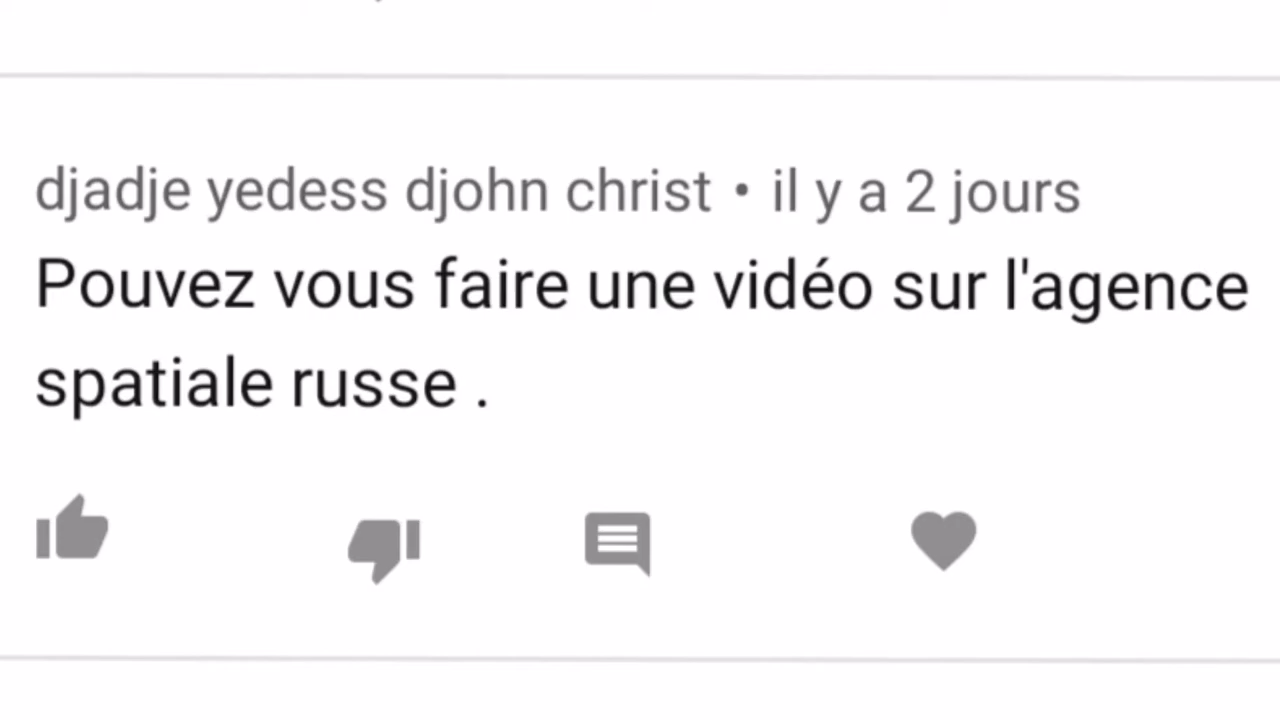 djadje yedess djohn christ • il y a 2 jours
Pouvez vous faire une vidéo sur l'agence
spatiale russe .